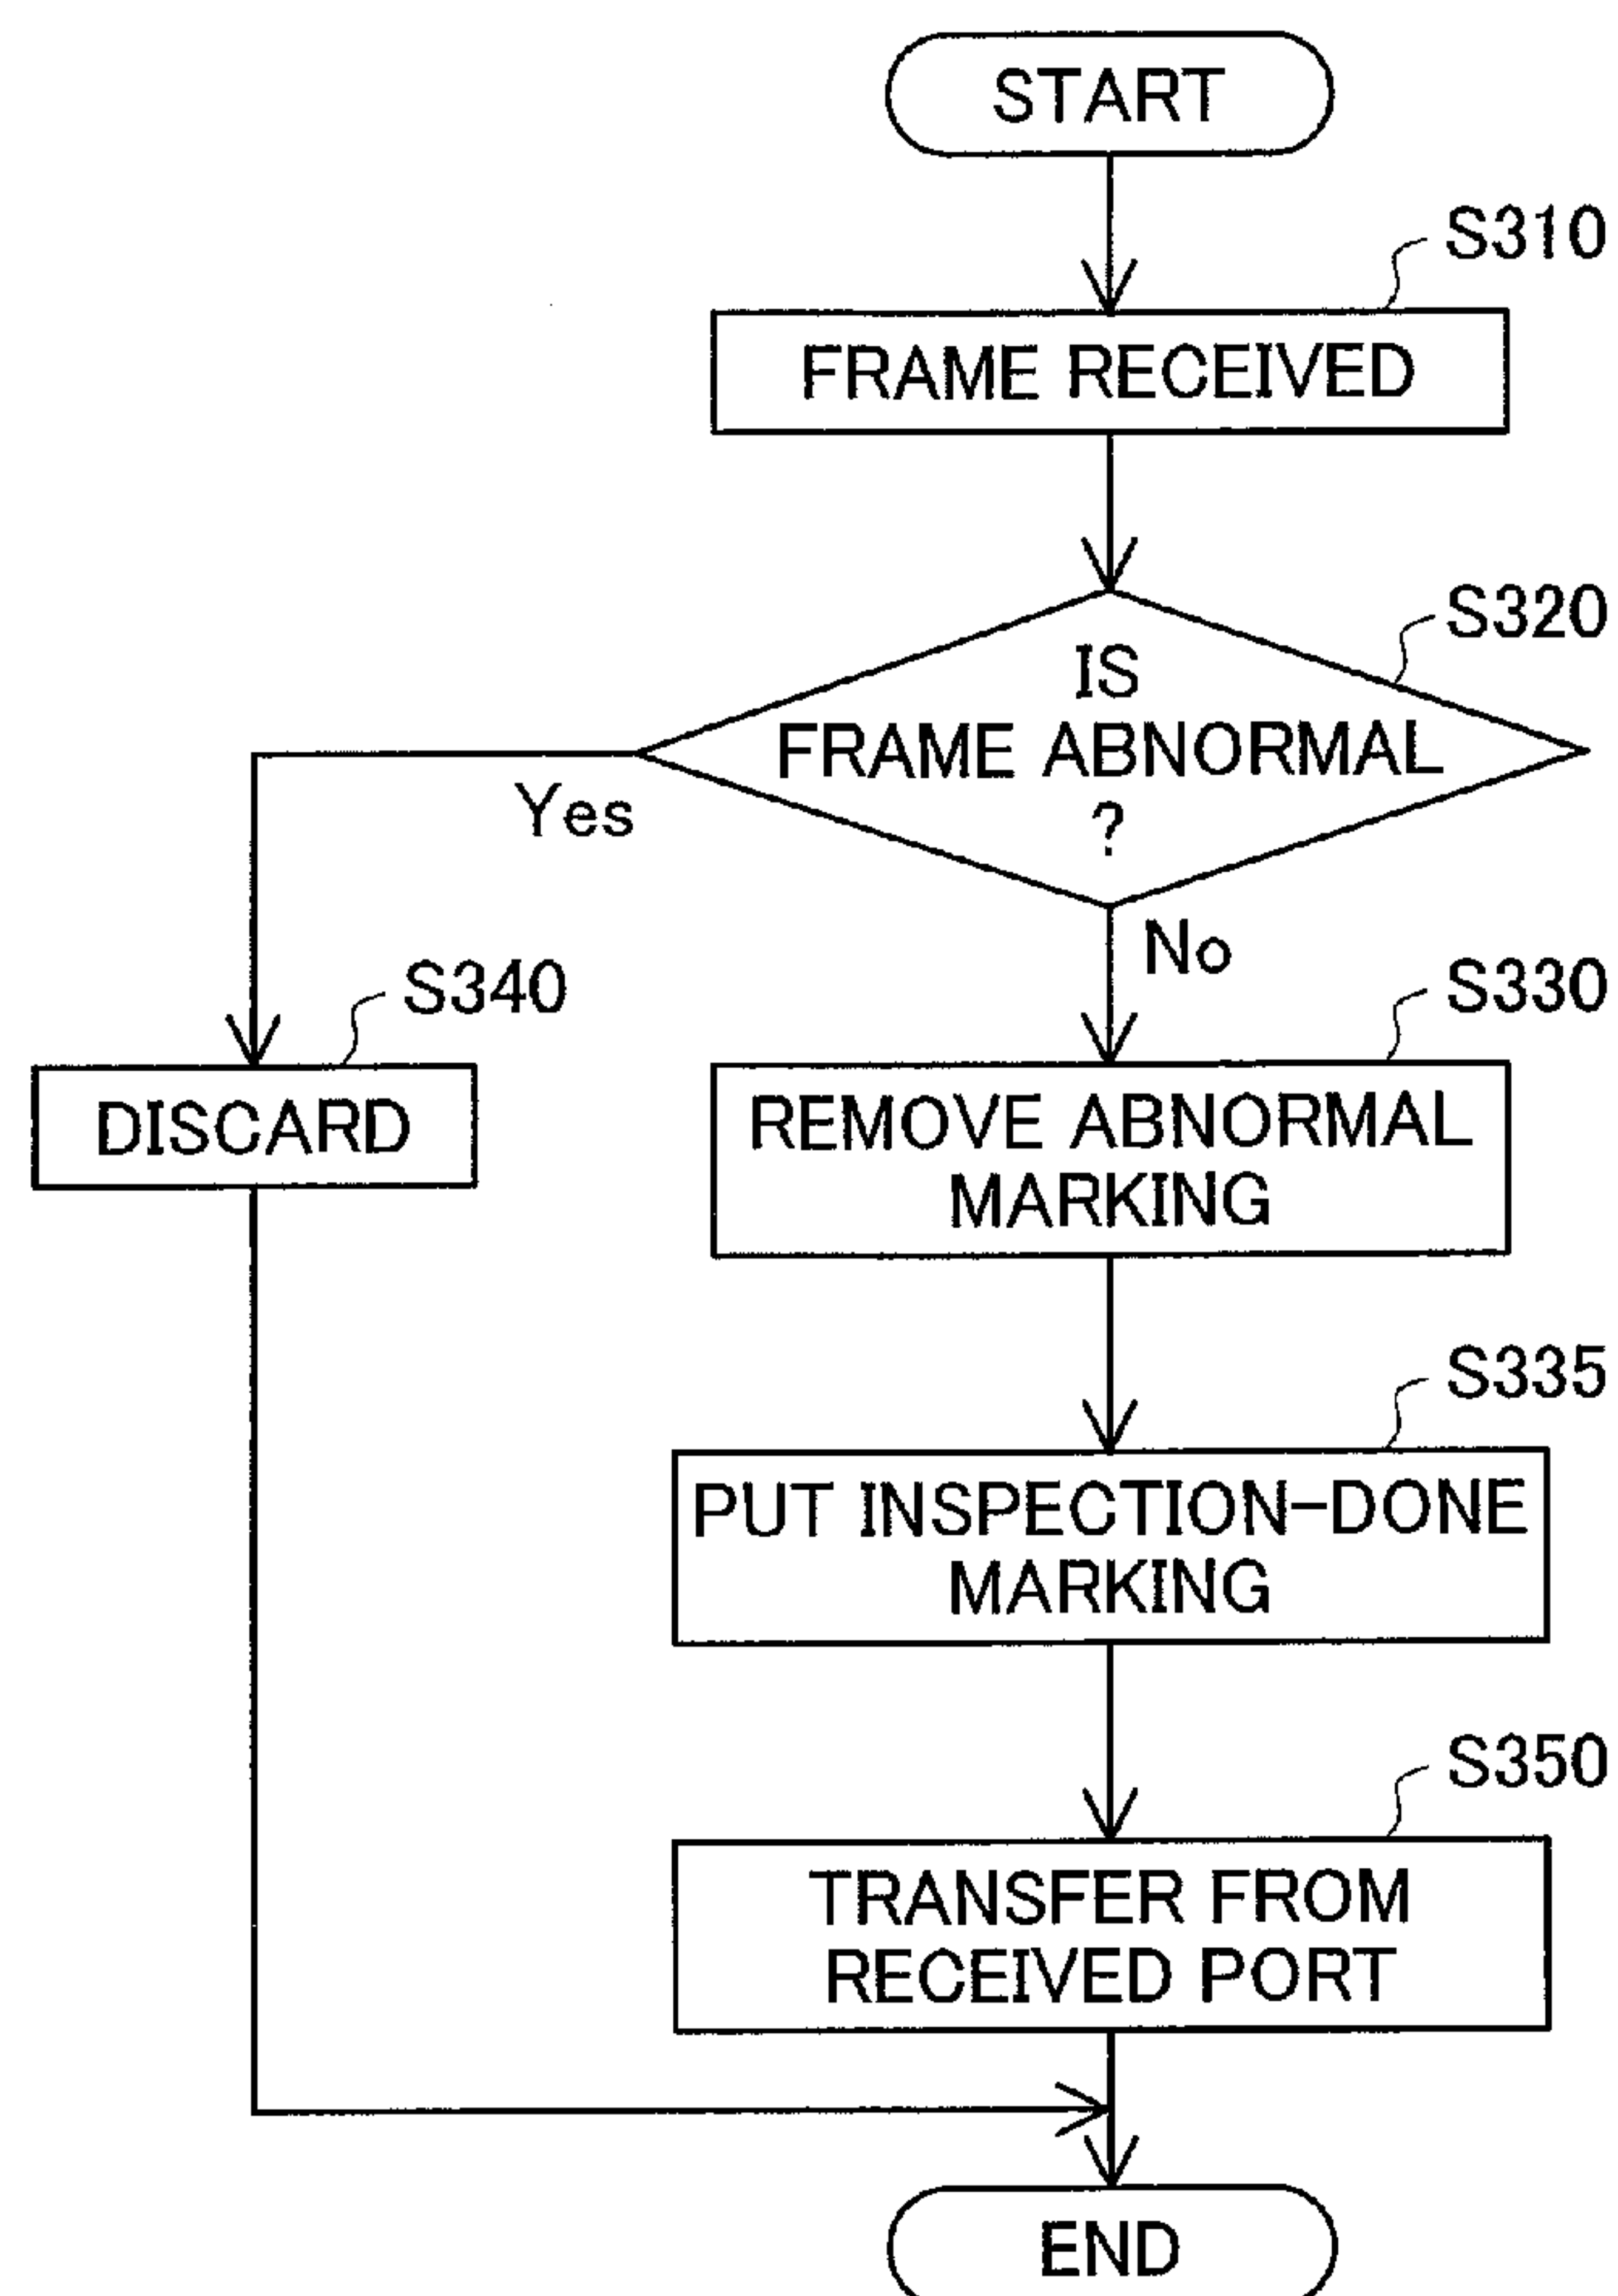 START
S310
FRAME RECEIVED
S320
IS
FRAME ABNORMAL
?
Yes
No
S340
S330
DISCARD
REMOVE ABNORMAL
MARKING
S335
PUT INSPECTION-DONE
MARKING
S350
TRANSFER FROM
RECEIVED PORT
END